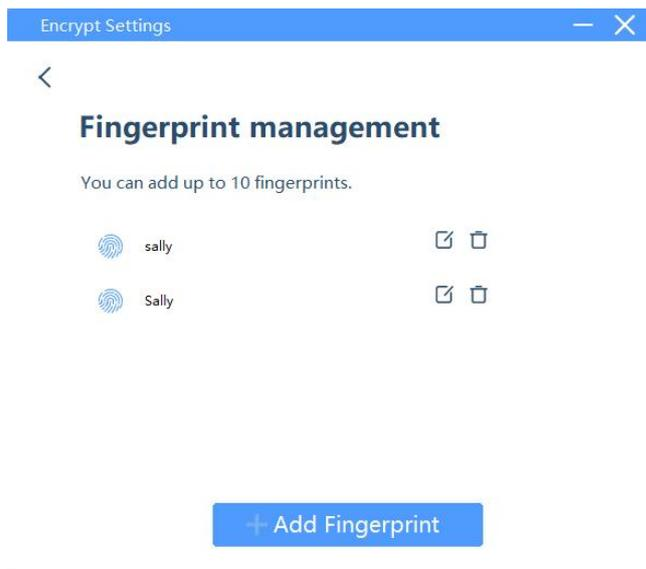 Encrypt Settings
Fingerprint management
You can add up to 10 fingerprints.
sally
Sally
Add Fingerprint